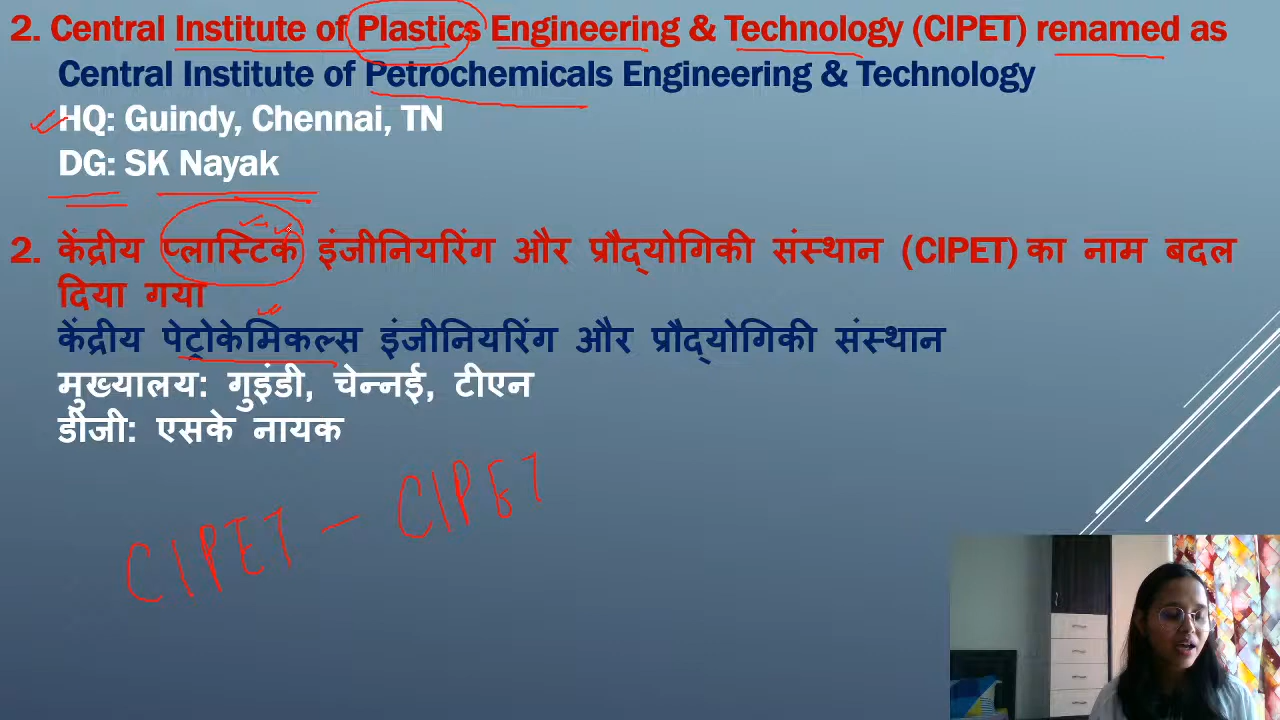 2. Central Institute of Plastics Engineering & Technology (CIPET) renamed as
Central Institute of Petrochemicals Engineering & Technology
HQ: Guindy, Chennai, TN
DG: SK Nayak
2. केंद्रीय प्लास्टिक इंजीनियरिंग और प्रौद्योगिकी संस्थान (CIPET) का नाम बदल
दिया गया
केंद्रीय पेट्रोकेमिकल्स इंजीनियरिंग और प्रौद्योगिकी संस्थान
मुख्यालय: गुइंडी, चेन्नई, टीएन
डीजी: एसके नायक
CIPET - CIPET